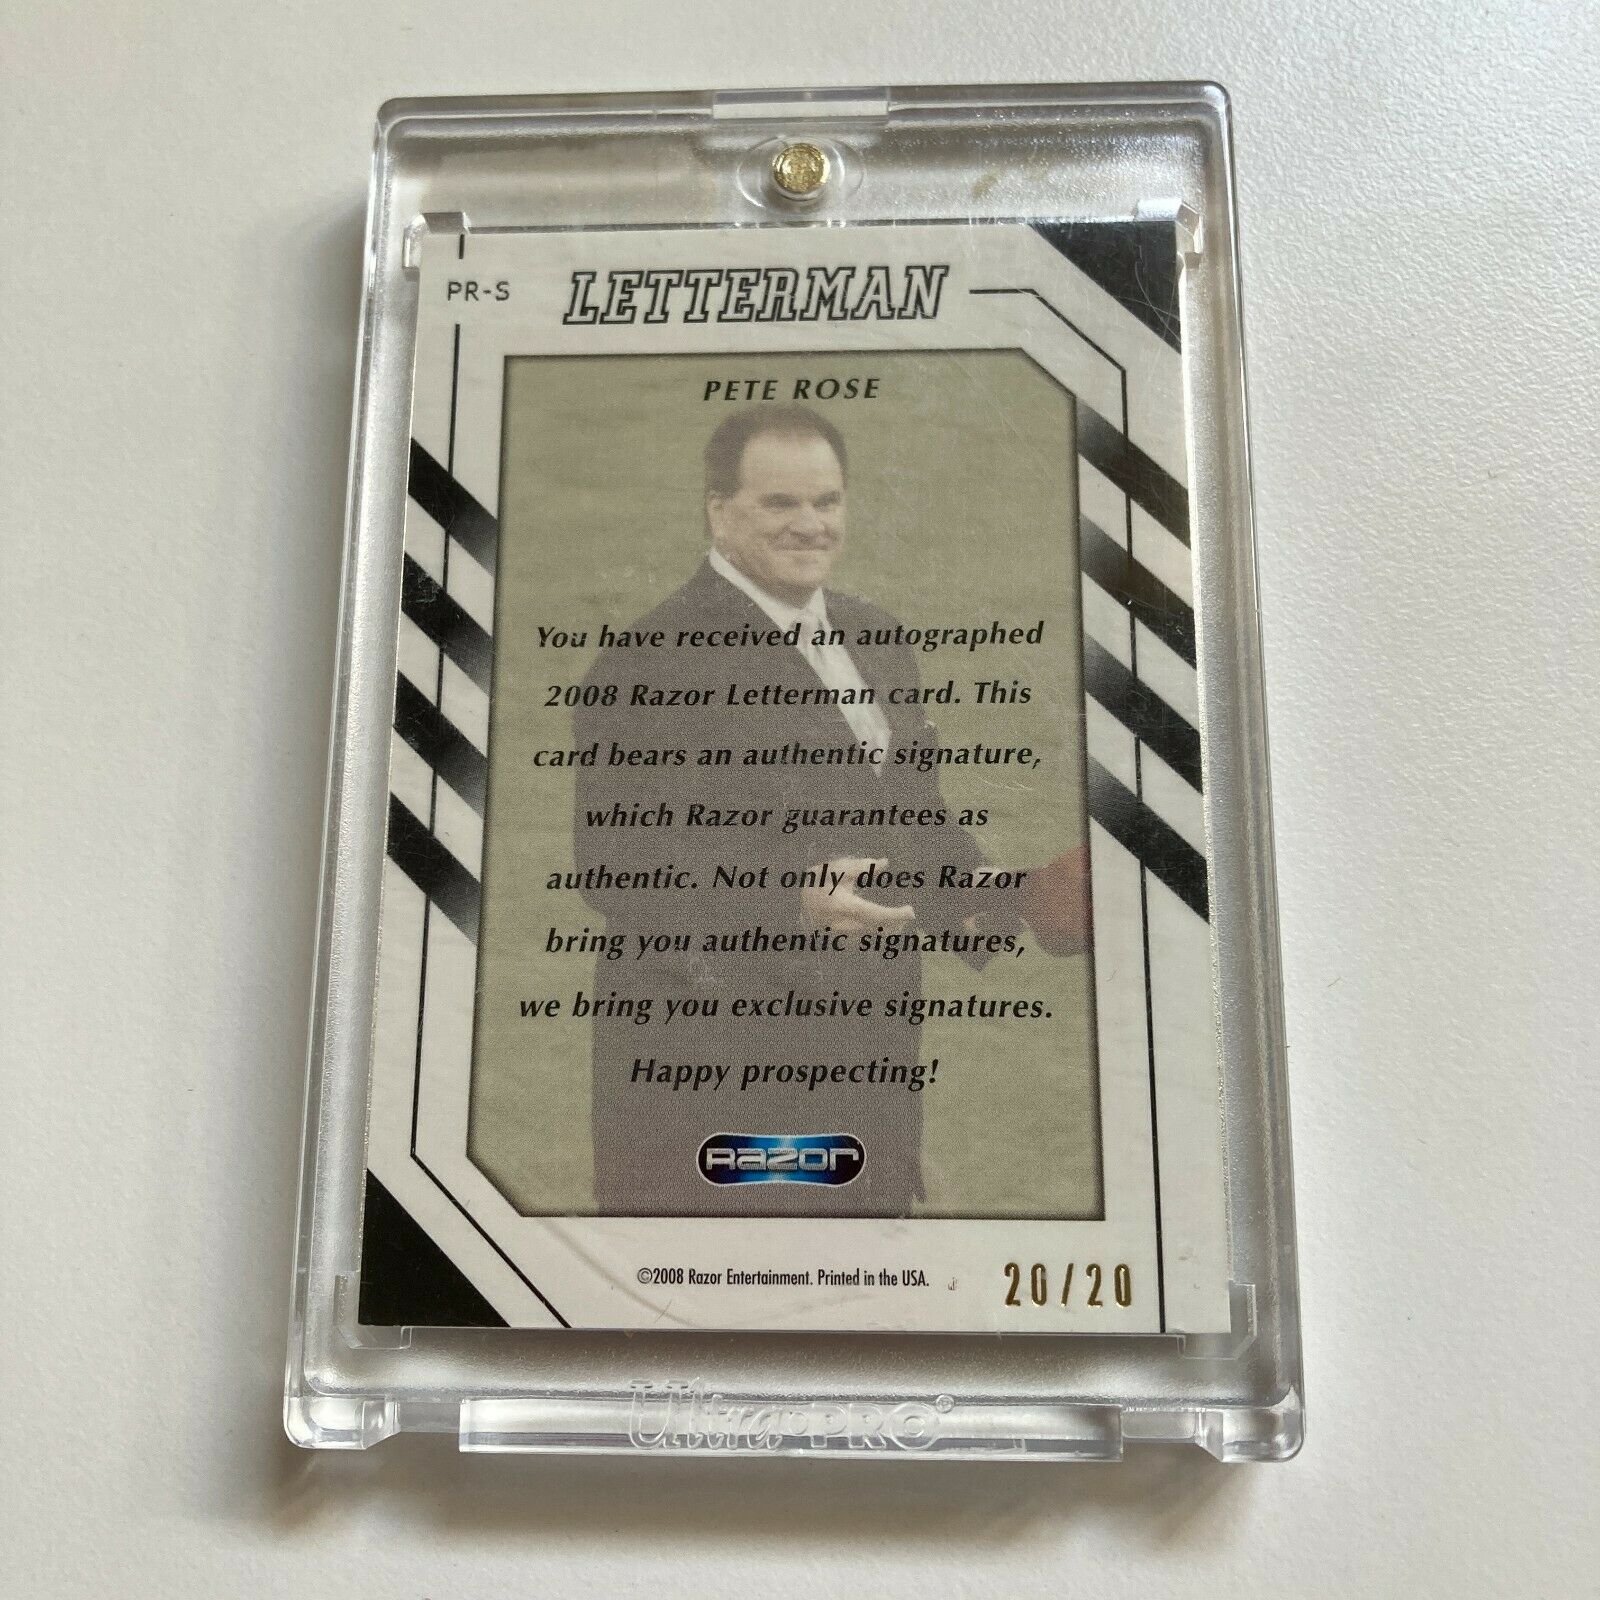 PR-S
LETTERMAN
PETE ROSE
You have received an autographed
2008 Razor Letterman card. This
card bears an authentic signature,
which Razor guarantees as
authentic. Not only does Razor
bring you authentic signatures,
we bring you exclusive signatures.
Happy prospecting!
Razor
©2008 Razor Entertainment. Printed in the USA.
20/20
Ultra•PRO®